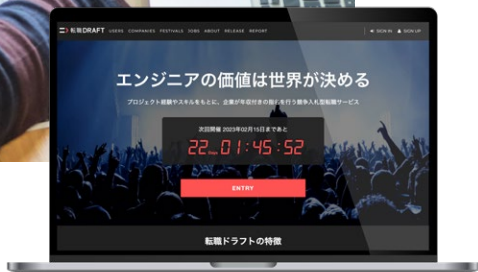 転職DRAFT USERS COMPANIES FESTIVALS JOBS ABOUT RELEASE REPORT SIGN IN SIGN UP
エンジニアの価値は世界が決める
プロジェクト経験やスキルをもとに、企業が年収付きの指名を行う競争入札型転職サービス
次回開催 2023年02月15日まであと
22 Days 01:45:52
ENTRY
転職ドラフトの特徴